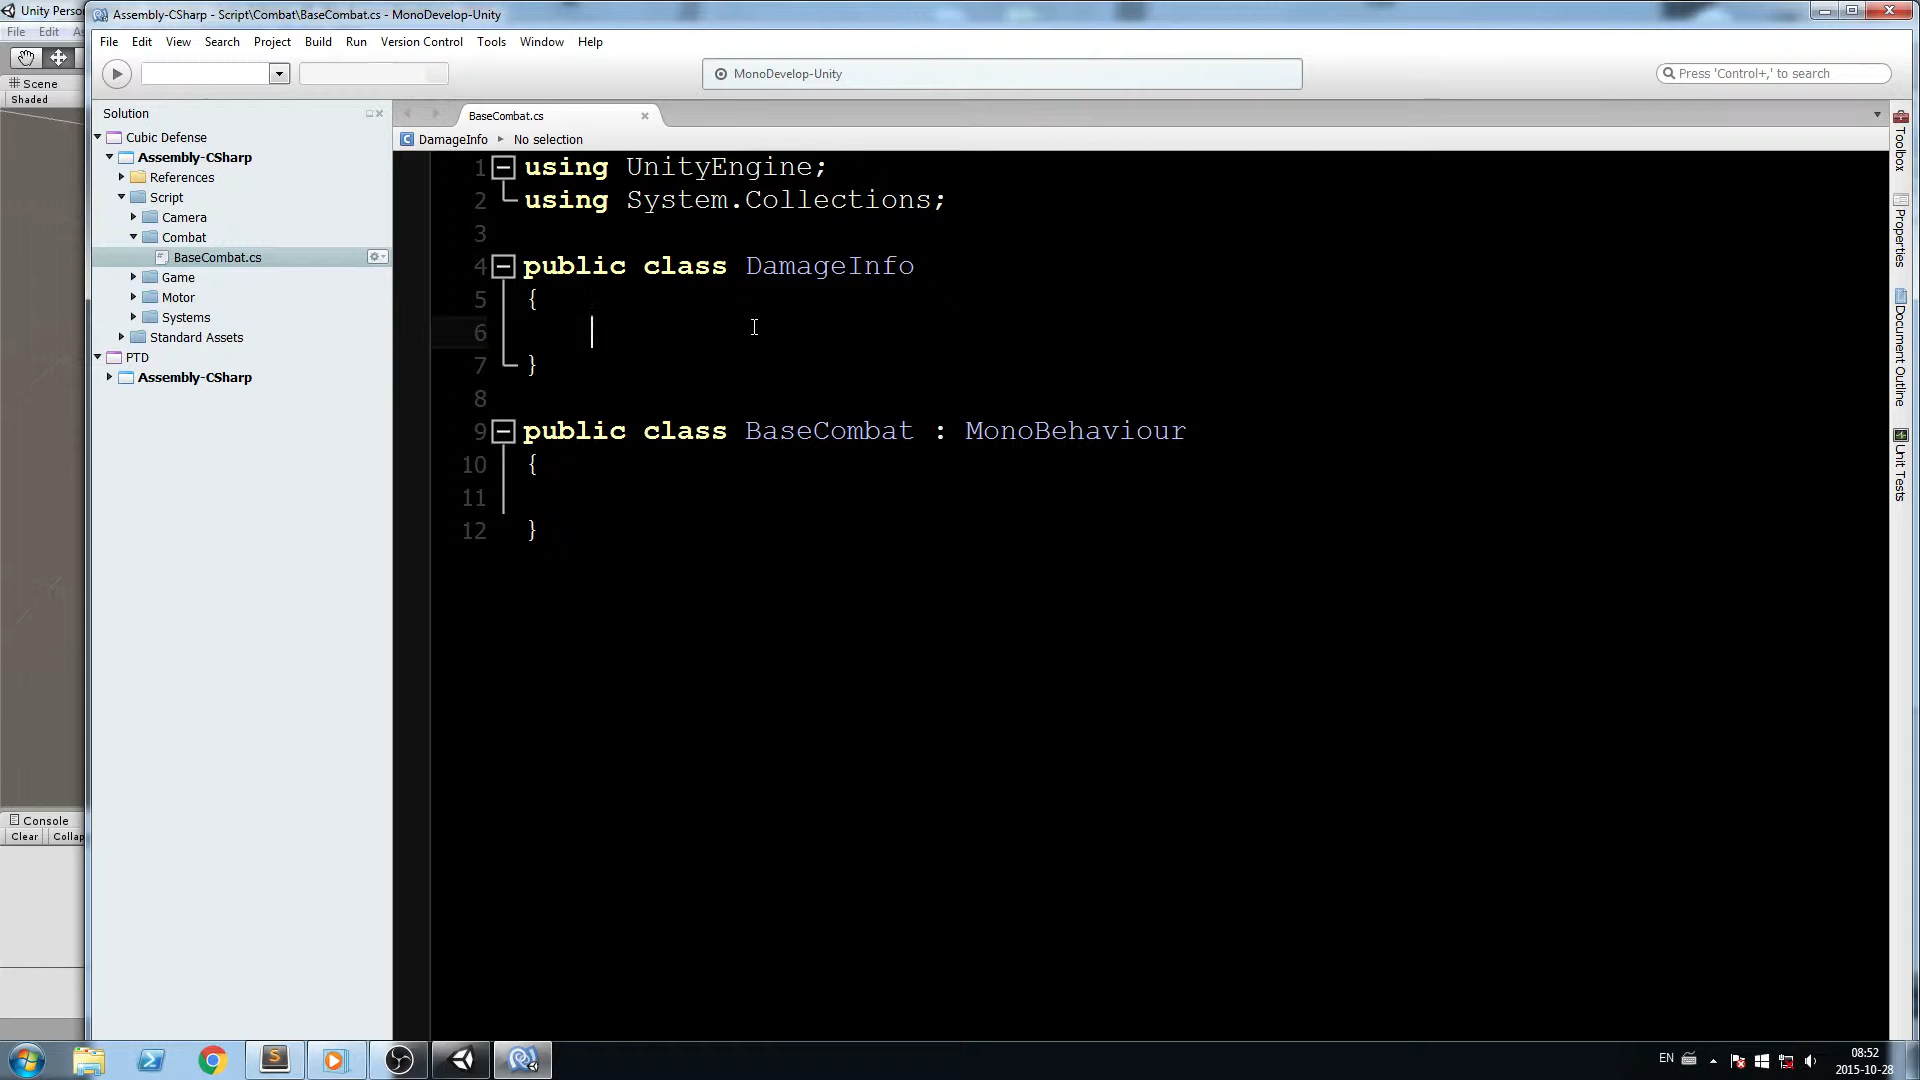 Unity Perso
File Edit As
Scene
Shaded
Console
Clear Collap
Assembly-CSharp - Script\Combat\BaseCombat.cs - MonoDevelop-Unity
File Edit View Search Project Build Run Version Control Tools Window Help
MonoDevelop-Unity
Press 'Control+,' to search
Solution
Cubic Defense
Assembly-CSharp
References
Script
Camera
Combat
BaseCombat.cs
Game
Motor
Systems
Standard Assets
PTD
Assembly-CSharp
BaseCombat.cs
DamageInfo No selection
1 using UnityEngine;
2 using System.Collections;
3
4 public class DamageInfo
5 {
6
7 }
8
9 public class BaseCombat : MonoBehaviour
10 {
11
12 }
Toolbox
Properties
Document Outline
Unit Tests
EN
08:52
2015-10-28